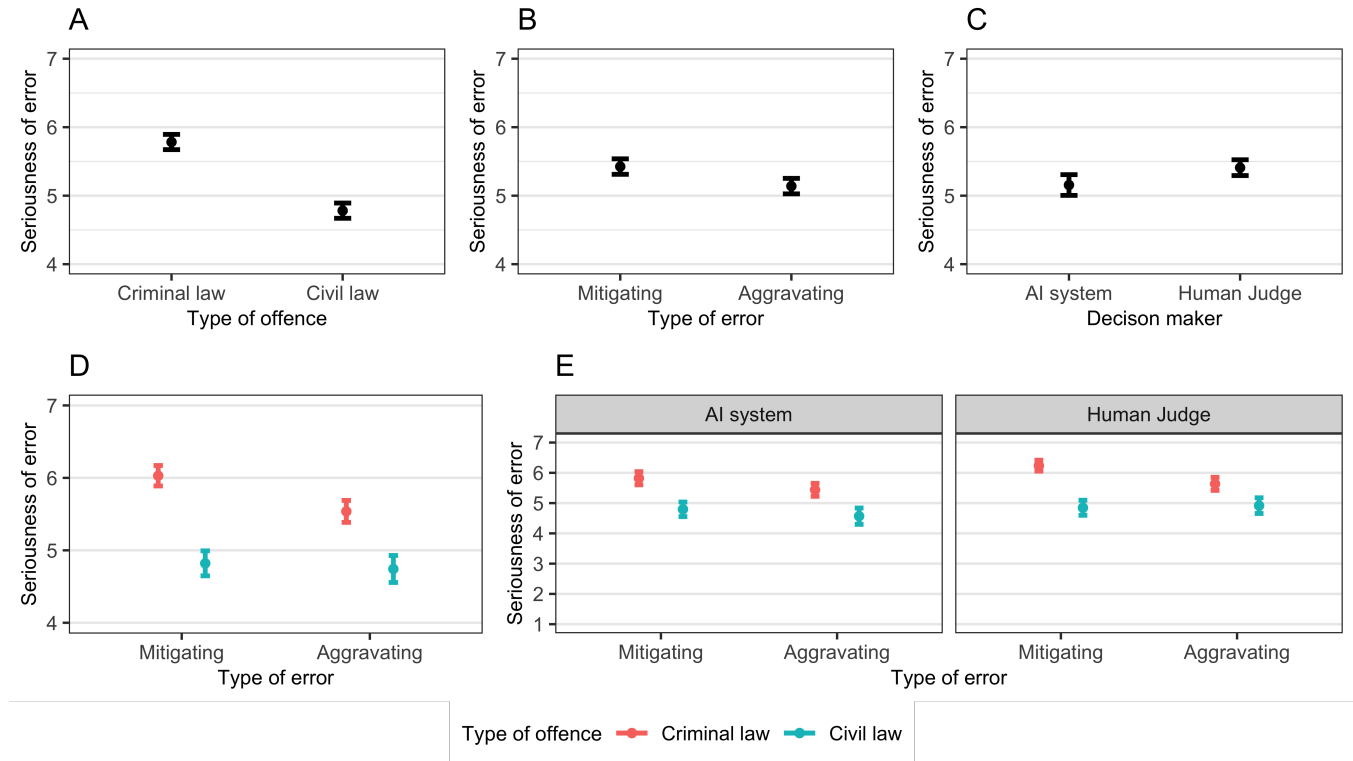 A
Seriousness of error
7
6
5
4
Criminal law Civil law
Type of offence
B
Seriousness of error
7
6
5
4
Mitigating Aggravating
Type of error
C
Seriousness of error
7
6
5
4
AI system Human Judge
Decison maker
D
Seriousness of error
7
6
5
4
Mitigating Aggravating
Type of error
E
AI system Human Judge
Seriousness of error
7
6
5
4
3
2
1
Mitigating Aggravating Mitigating Aggravating
Type of error
Type of offence Criminal law Civil law